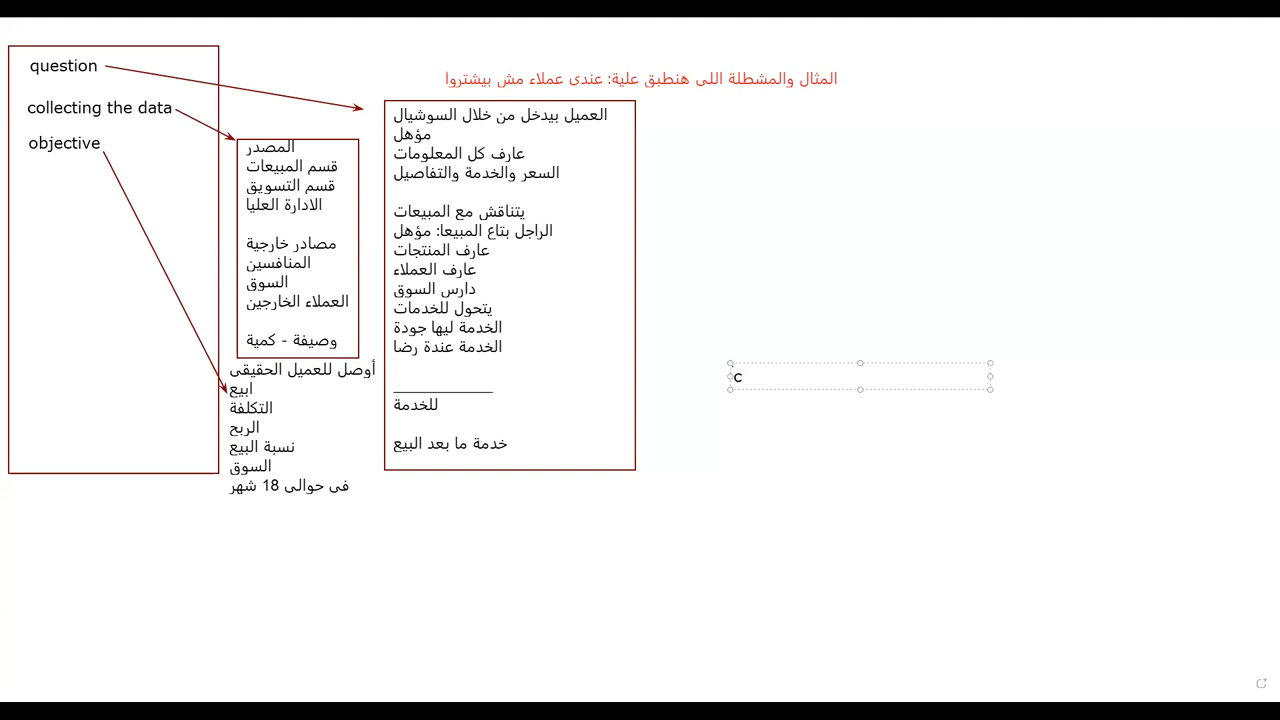 question
collecting the data
objective
المثال والمشطلة اللى هنطبق علية: عندى عملاء مش بيشتروا
العميل بيدخل من خلال السوشيال
مؤهل
عارف كل المعلومات
السعر والخدمة والتفاصيل
يتناقش مع المبيعات
الراجل بتاع المبيعا: مؤهل
عارف المنتجات
عارف العملاء
دارس السوق
يتحول للخدمات
الخدمة ليها جودة
الخدمة عندة رضا
للخدمة
خدمة ما بعد البيع
المصدر
قسم المبيعات
قسم التسويق
الادارة العليا
مصادر خارجية
المنافسين
السوق
العملاء الخارجين
وصيفة - كمية
أوصل للعميل الحقيقى
ابيع
التكلفة
الربح
نسبة البيع
السوق
فى حوالى 18 شهر
c